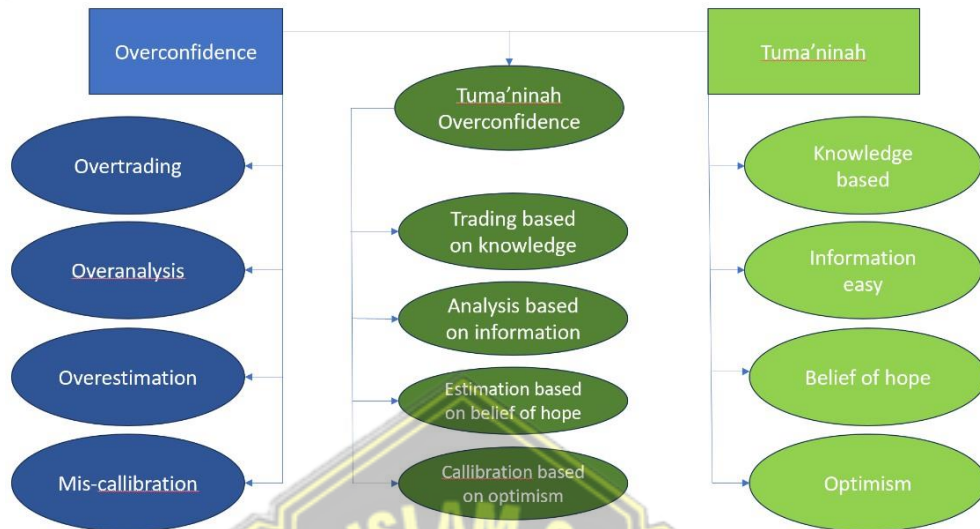 Overconfidence
Overtrading
Overanalysis
Overestimation
Mis-callibration
Tuma’ninah
Overconfidence
Trading based
on knowledge
Analysis based
on information
Estimation based
on belief of hope
Callibration based
on optimism
Tuma’ninah
Knowledge
based
Information
easy
Belief of hope
Optimism
ISLAM S